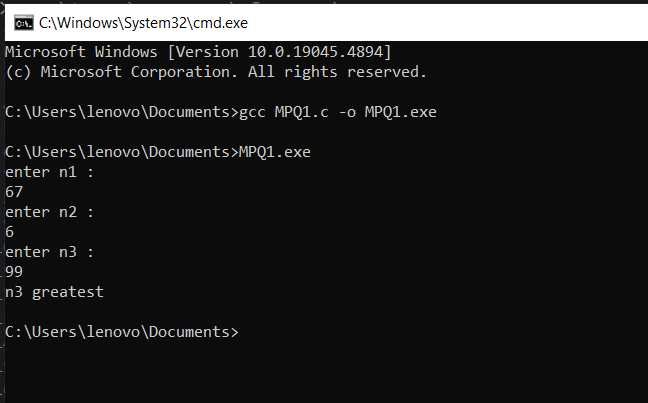 C:\Windows\System32\cmd.exe
Microsoft Windows [Version 10.0.19045.4894]
(c) Microsoft Corporation. All rights reserved.
C:\Users\lenovo\Documents>gcc MPQ1.c -o MPQ1.exe
C:\Users\lenovo\Documents>MPQ1.exe
enter n1 :
67
enter n2 :
6
enter n3 :
99
n3 greatest
C:\Users\lenovo\Documents>